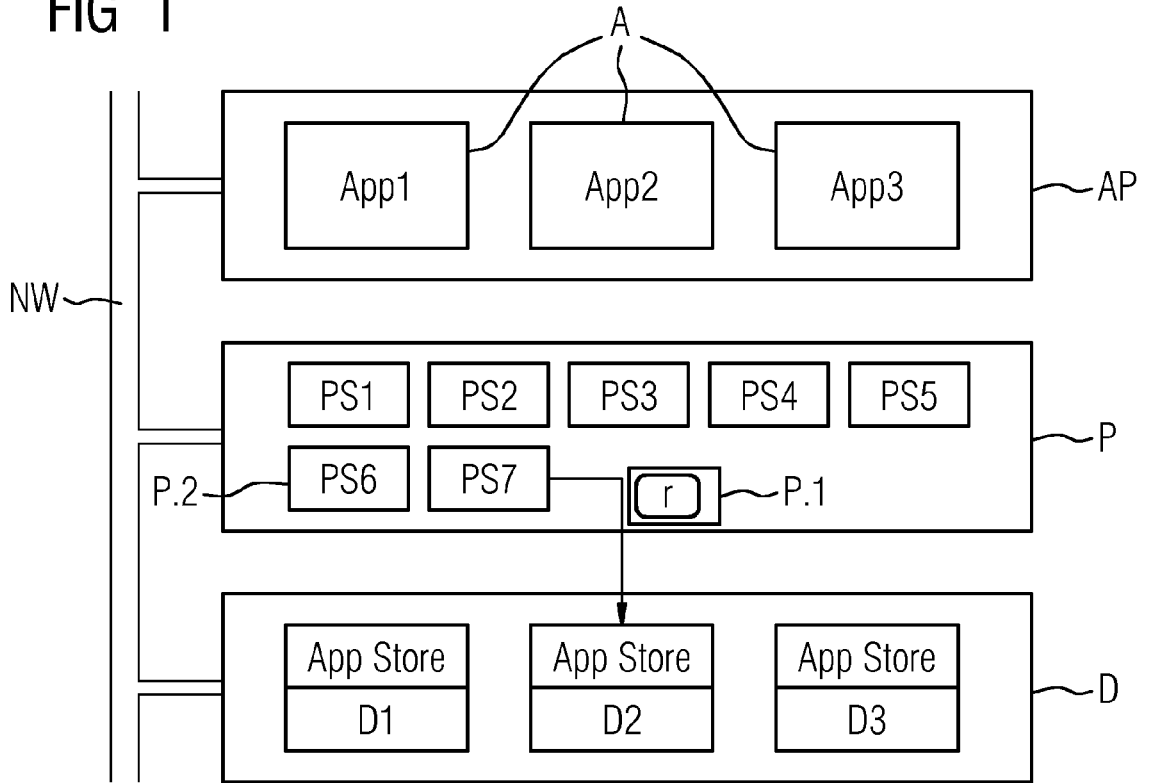 FIG 1
A
App1 App2 App3
AP
NW
PS1 PS2 PS3 PS4 PS5
P
P.2 PS6 PS7 r P.1
App Store App Store App Store
D1 D2 D3
D